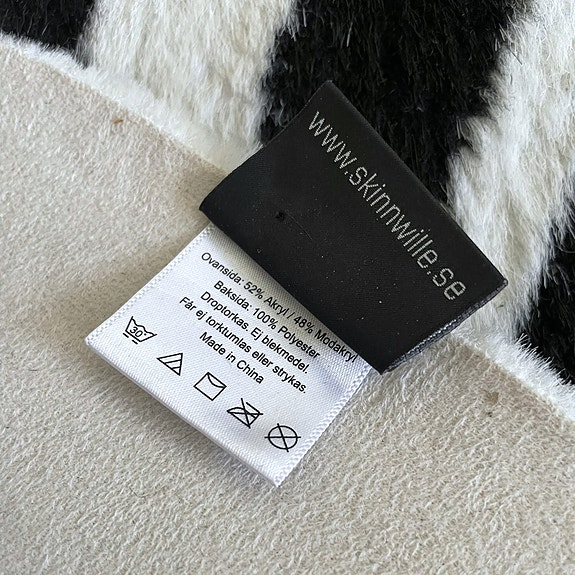 www.skinnwille.se
Ovansida: 52% Akryl / 48% Modakryl
Baksida: 100% Polyester
Droptorkas. Ej blekmedel.
Får ej torktumlas eller strykas.
Made in China
30